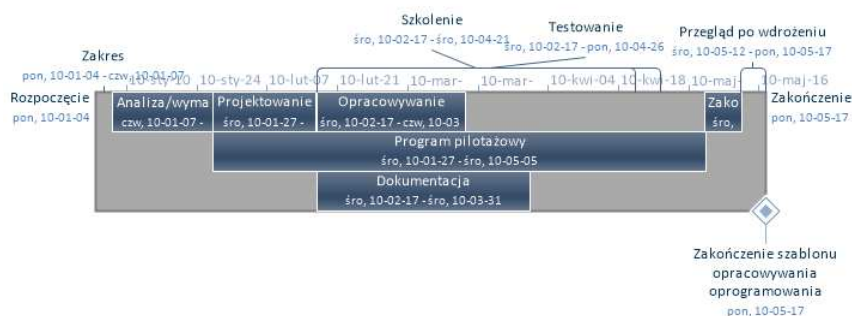 Szkolenie
śro, 10-02-17 - śro, 10-04-21
Testowanie
śro, 10-02-17 - pon, 10-04-26
Przegląd po wdrożeniu
śro, 10-05-12 - pon, 10-05-17
Zakres
pon, 10-01-04 - czw, 10-01-07
10-sty-10 10-sty-24 10-lut-07 10-lut-21 10-mar- 10-mar- 10-kwi-04 10-kwi-18 10-maj- 10-maj-16
Rozpoczęcie
pon, 10-01-04
Analiza/wyma
czw, 10-01-07 -
Projektowanie
śro, 10-01-27 -
Opracowywanie
śro, 10-02-17 - czw, 10-03
Zako
śro,
Zakończenie
pon, 10-05-17
Program pilotażowy
śro, 10-01-27 - śro, 10-05-05
Dokumentacja
śro, 10-02-17 - śro, 10-03-31
Zakończenie szablonu
opracowywania
oprogramowania
pon, 10-05-17